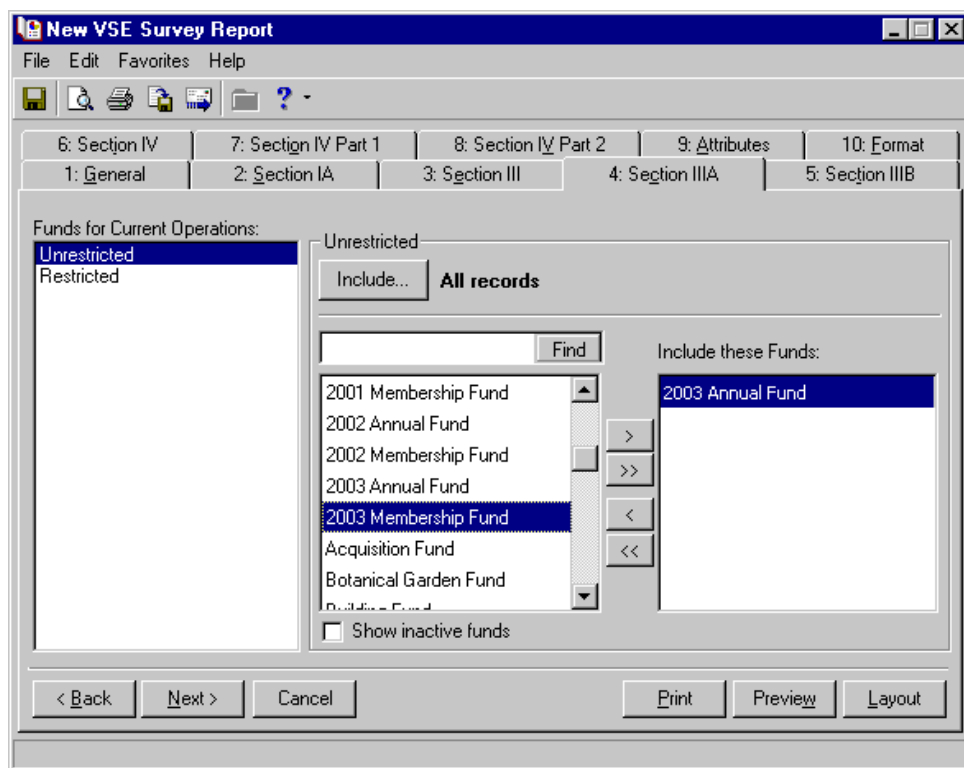 New VSE Survey Report
File Edit Favorites Help
?
6: Section IV 7: Section IV Part 1 8: Section IV Part 2 9: Attributes 10: Format
1: General 2: Section IA 3: Section III 4: Section IIIA 5: Section IIIB
Funds for Current Operations:
Unrestricted
Restricted
Unrestricted
Include... All records
Find
Include these Funds:
2001 Membership Fund
2002 Annual Fund
2002 Membership Fund
2003 Annual Fund
2003 Membership Fund
Acquisition Fund
Botanical Garden Fund
Building Fund
>
>>
<
<<
2003 Annual Fund
Show inactive funds
< Back Next > Cancel Print Preview Layout